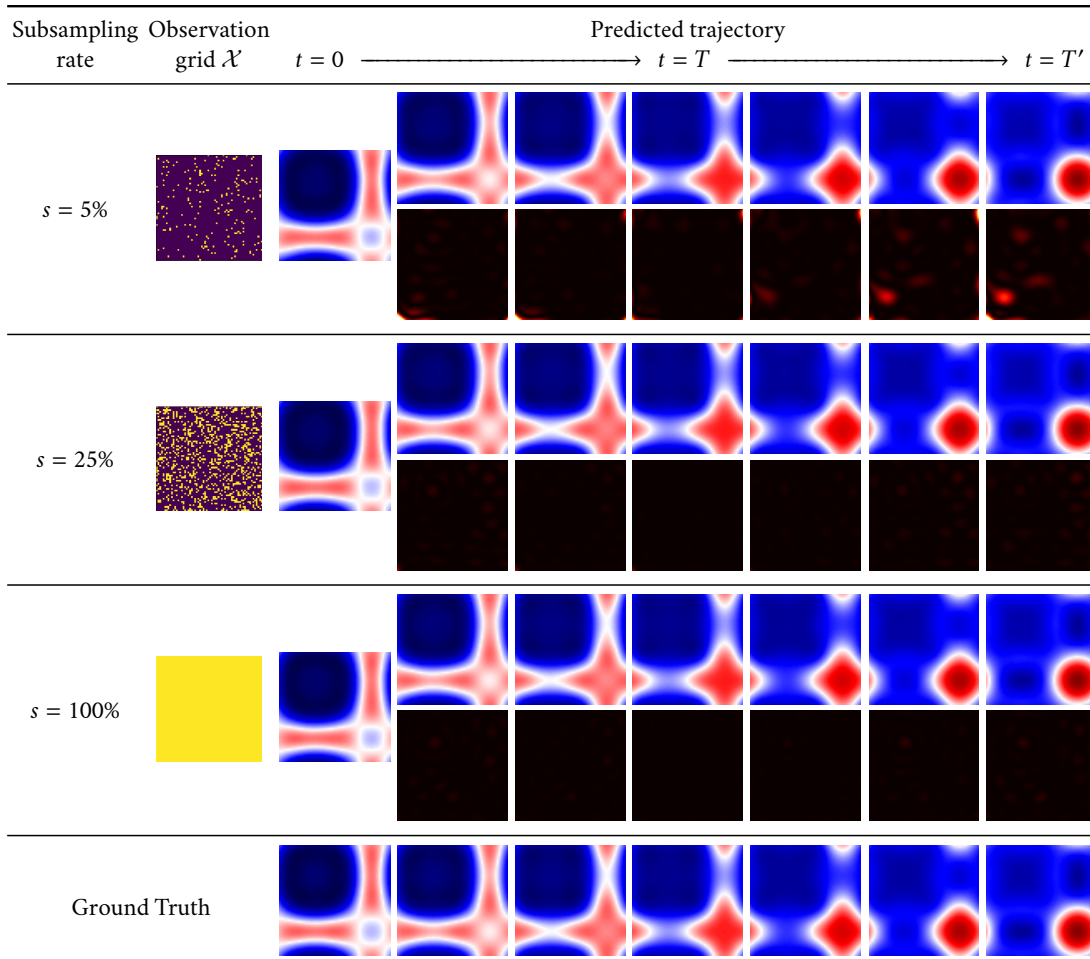 Subsampling rate
Observation grid 𝒳
Predicted trajectory
t = 0 ⟶ t = T ⟶ t = T′
s = 5%
s = 25%
s = 100%
Ground Truth